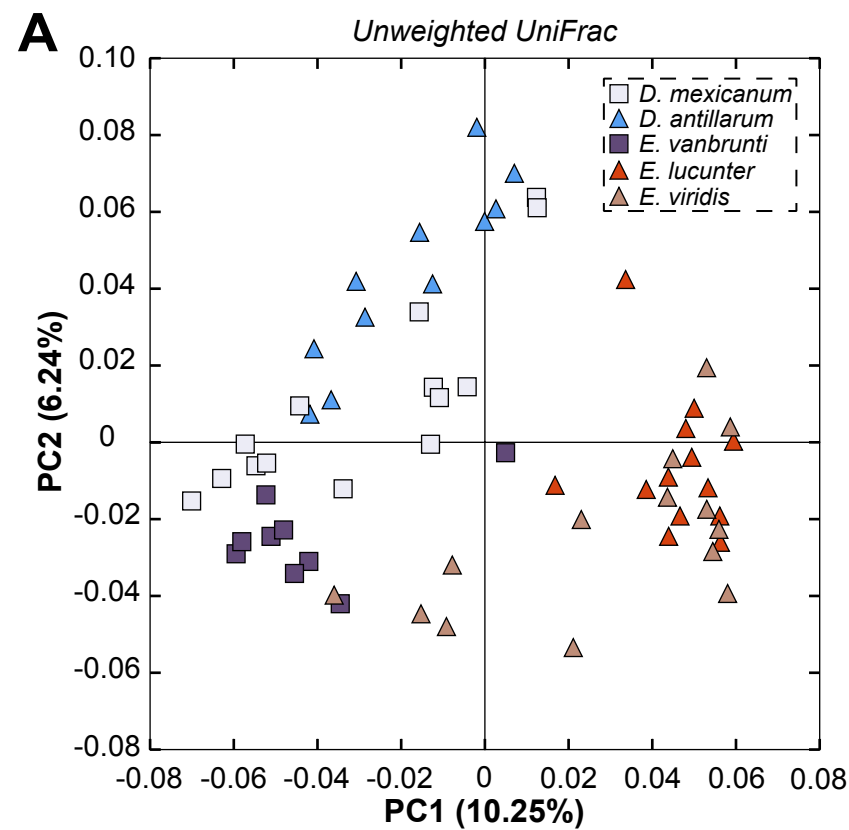 A
Unweighted UniFrac
0.10
0.08
0.06
0.04
0.02
0
-0.02
-0.04
-0.06
-0.08
PC2 (6.24%)
D. mexicanum
D. antillarum
E. vanbrunti
E. lucunter
E. viridis
-0.08 -0.06 -0.04 -0.02 0 0.02 0.04 0.06 0.08
PC1 (10.25%)